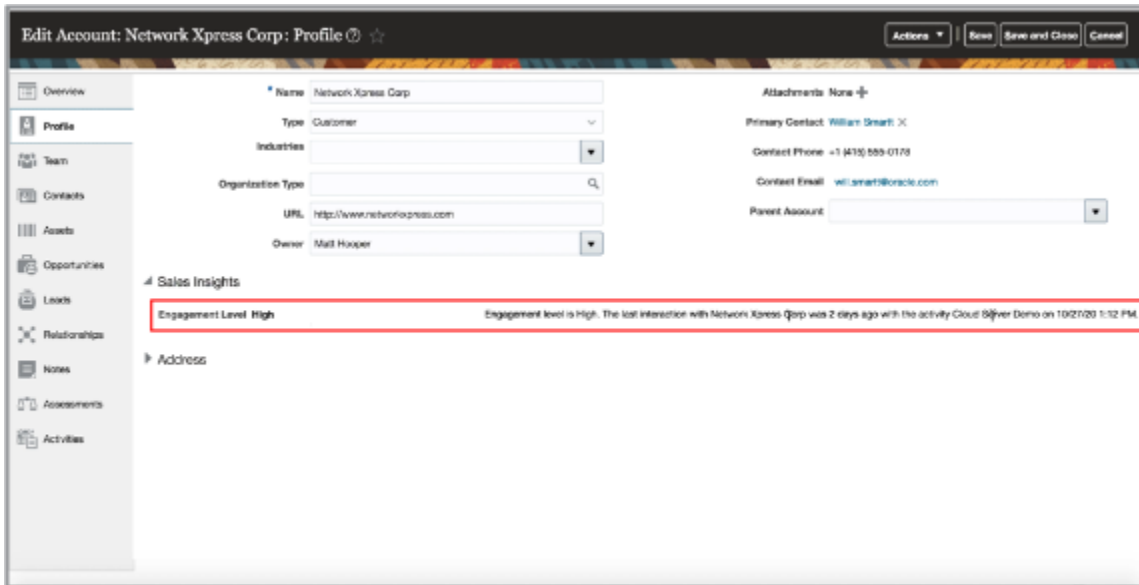 Edit Account: Network Xpress Corp: Profile
Actions Save Save and Close Cancel
Overview
Profile
Team
Contacts
Assets
Opportunities
Leads
Relationships
Notes
Assessments
Activities
* Name Network Xpress Corp
Type Customer
Industries
Organization Type
URL http://www.networkxpress.com
Owner Matt Hooper
Attachments None
Primary Contact William Smartt
Contact Phone +1 (415) 555-0178
Contact Email will.smartt@oracle.com
Parent Account
Sales Insights
Engagement Level High Engagement level is High. The last interaction with Network Xpress Corp was 2 days ago with the activity Cloud Server Demo on 10/27/20 1:12 PM.
Address